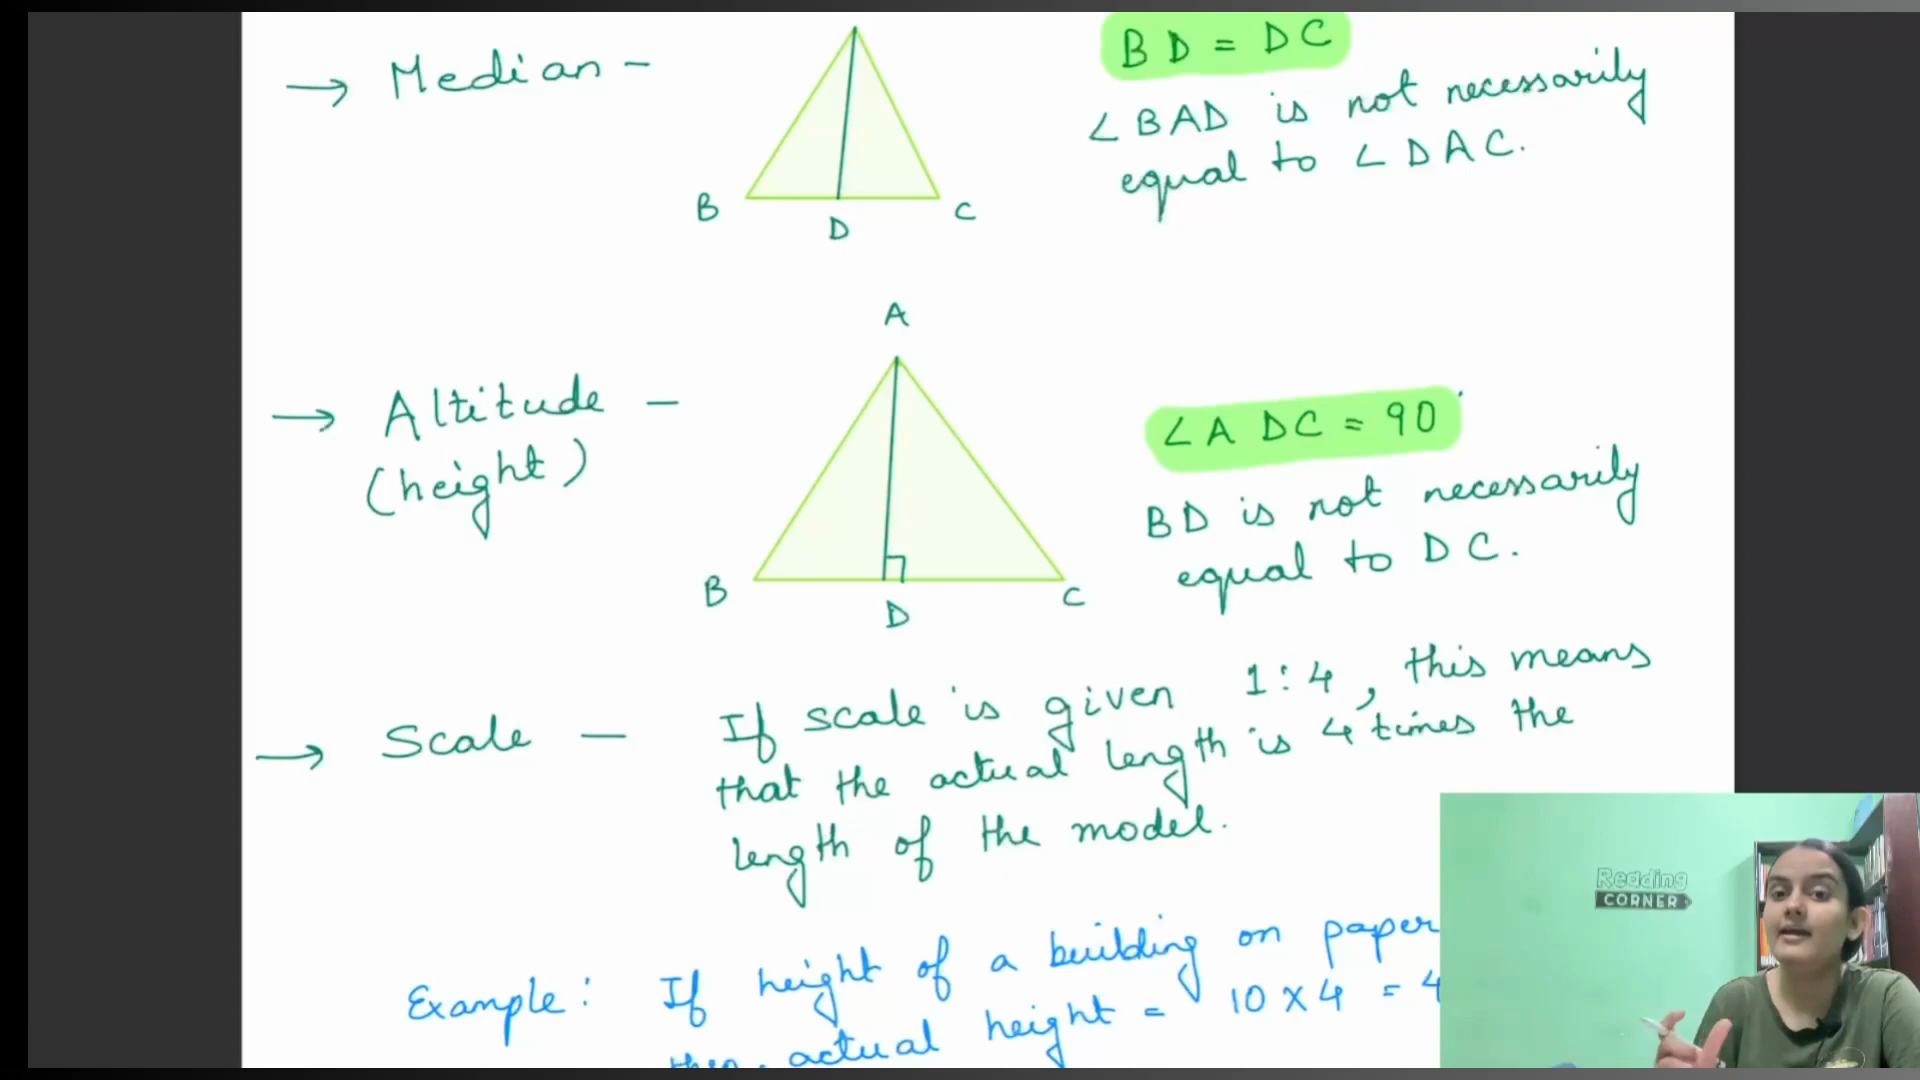 → Median -
BD = DC
∠BAD is not necessarily
equal to ∠DAC.
B
D
C
A
→ Altitude -
(height)
∠ADC = 90
BD is not necessarily
equal to DC.
B
D
C
→ Scale - If scale is given 1:4, this means
that the actual length is 4 times the
length of the model.
Example: If height of a building on paper
actual height = 10 x 4 = 4
Reading
CORNER